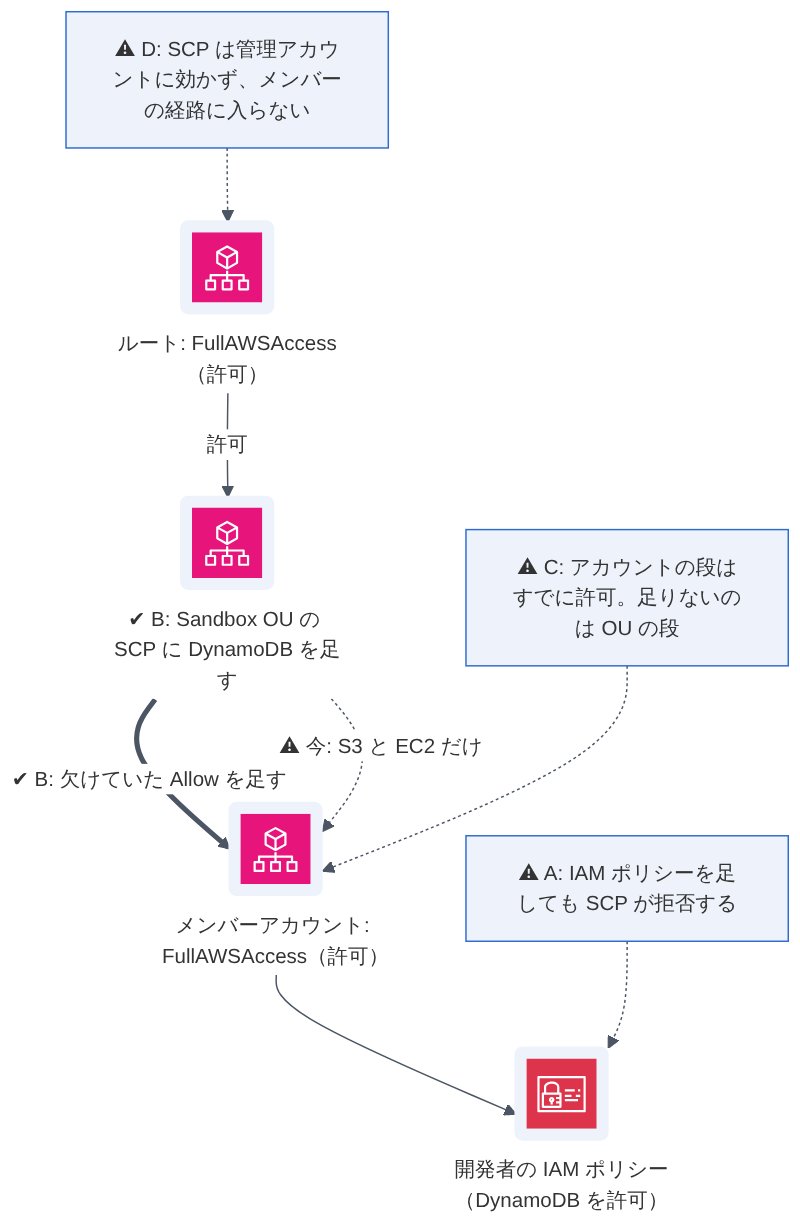 ⚠ D: SCP は管理アカウ
ントに効かず、メンバー
の経路に入らない
ルート: FullAWSAccess
（許可）
許可
✔ B: Sandbox OU の
SCP に DynamoDB を足
す
⚠ C: アカウントの段は
すでに許可。足りないの
は OU の段
⚠ 今: S3 と EC2 だけ
✔ B: 欠けていた Allow を足す
⚠ A: IAM ポリシーを足
しても SCP が拒否する
メンバーアカウント:
FullAWSAccess（許可）
開発者の IAM ポリシー
（DynamoDB を許可）